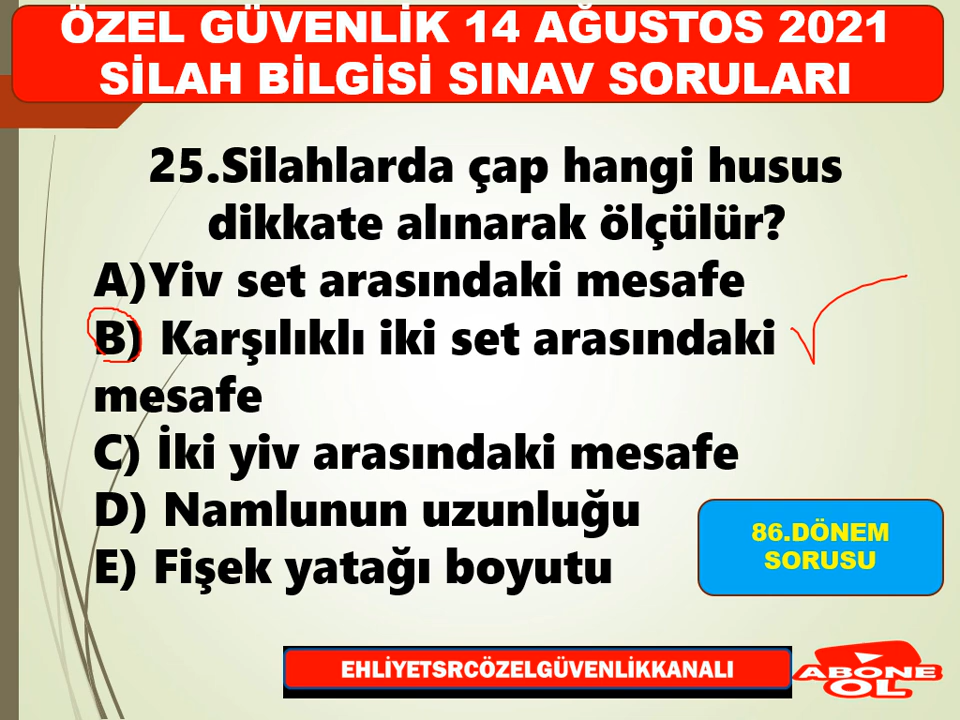 ÖZEL GÜVENLİK 14 AĞUSTOS 2021
SİLAH BİLGİSİ SINAV SORULARI
25.Silahlarda çap hangi husus
dikkate alınarak ölçülür?
A)Yiv set arasındaki mesafe
B) Karşılıklı iki set arasındaki
mesafe
C) İki yiv arasındaki mesafe
D) Namlunun uzunluğu
E) Fişek yatağı boyutu
86.DÖNEM
SORUSU
EHLİYETSRCÖZELGÜVENLİKKANALI
ABONE
OL